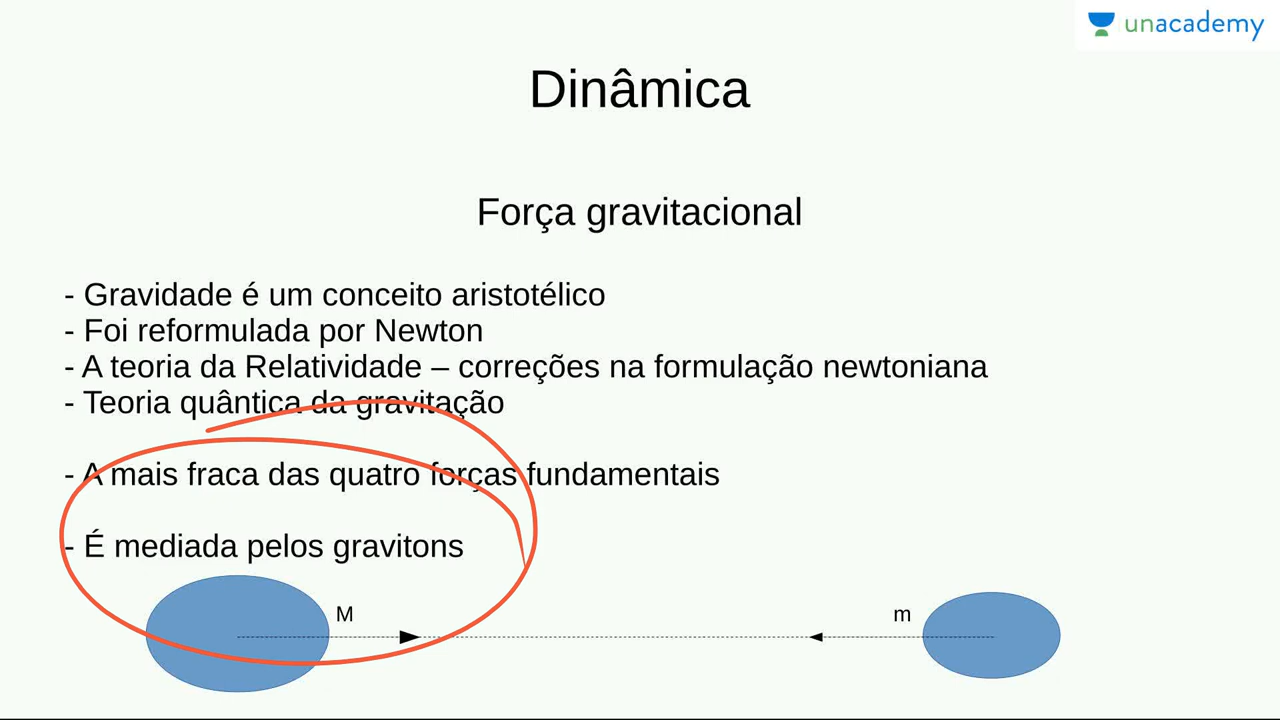 unacademy
Dinâmica
Força gravitacional
- Gravidade é um conceito aristotélico
- Foi reformulada por Newton
- A teoria da Relatividade – correções na formulação newtoniana
- Teoria quântica da gravitação
- A mais fraca das quatro forças fundamentais
- É mediada pelos gravitons
M m